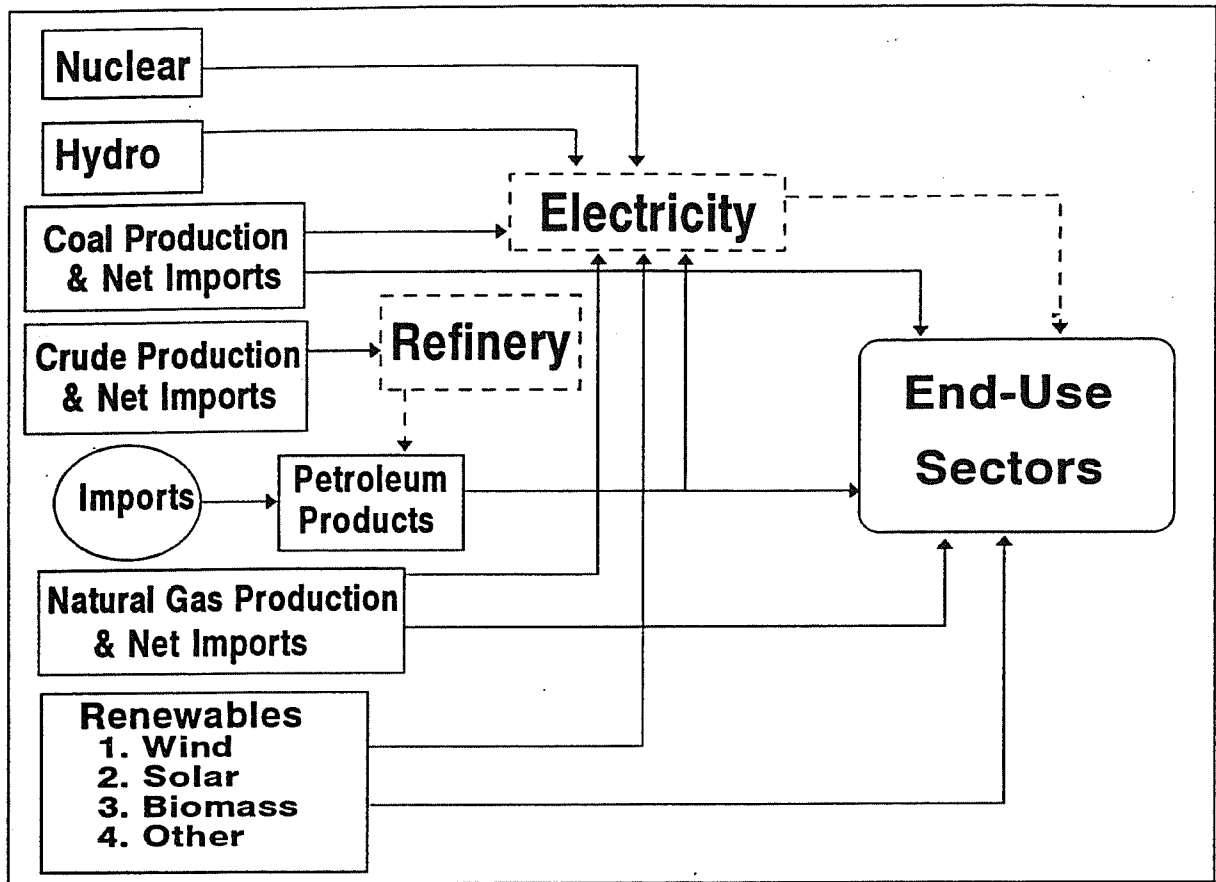 Nuclear
Hydro
Electricity
Coal Production
& Net Imports
Refinery
Crude Production
& Net Imports
End-Use
Sectors
Imports
Petroleum
Products
Natural Gas Production
& Net Imports
Renewables
1. Wind
2. Solar
3. Biomass
4. Other